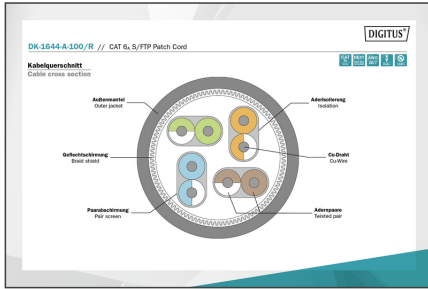 DIGITUS®
DK-1644-A-100/R // CAT 6A S/FTP Patch Cord
Kabelquerschnitt
Cable cross section
Außenmantel
Outer jacket
Aderisolierung
Isolation
Geflechtschirmung
Braid shield
Cu-Draht
Cu-Wire
Paarabschirmung
Pair screen
Adernpaare
Twisted pair